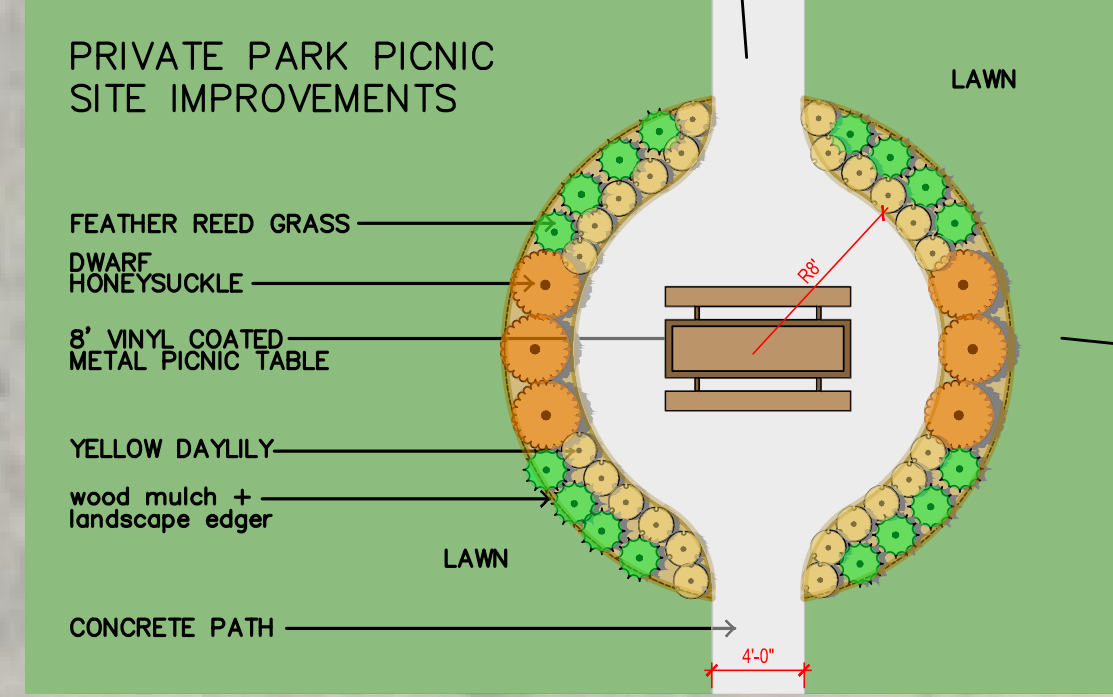 PRIVATE PARK PICNIC
SITE IMPROVEMENTS
LAWN
FEATHER REED GRASS
DWARF
HONEYSUCKLE
R8'
8' VINYL COATED
METAL PICNIC TABLE
YELLOW DAYLILY
wood mulch +
landscape edger
LAWN
CONCRETE PATH
4'-0"